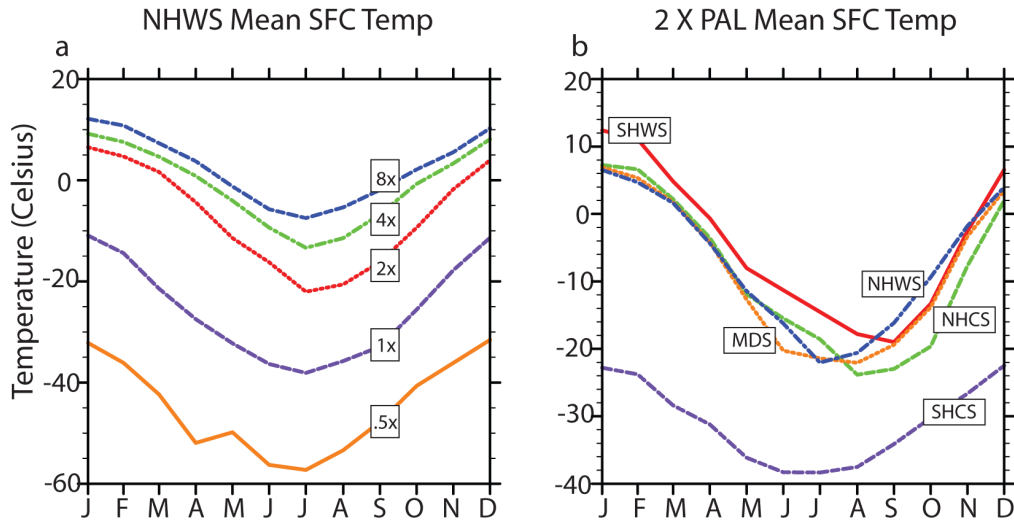 NHWS Mean SFC Temp
2 X PAL Mean SFC Temp
a
b
J F M A M J J A S O N D
J F M A M J J A S O N D
Temperature (Celsius)
20
0
-20
-40
-60
8x
4x
2x
1x
.5x
J F M A M J J A S O N D
20
10
0
-10
-20
-30
-40
SHWS
NHWS
NHCS
MDS
SHCS
J F M A M J J A S O N D